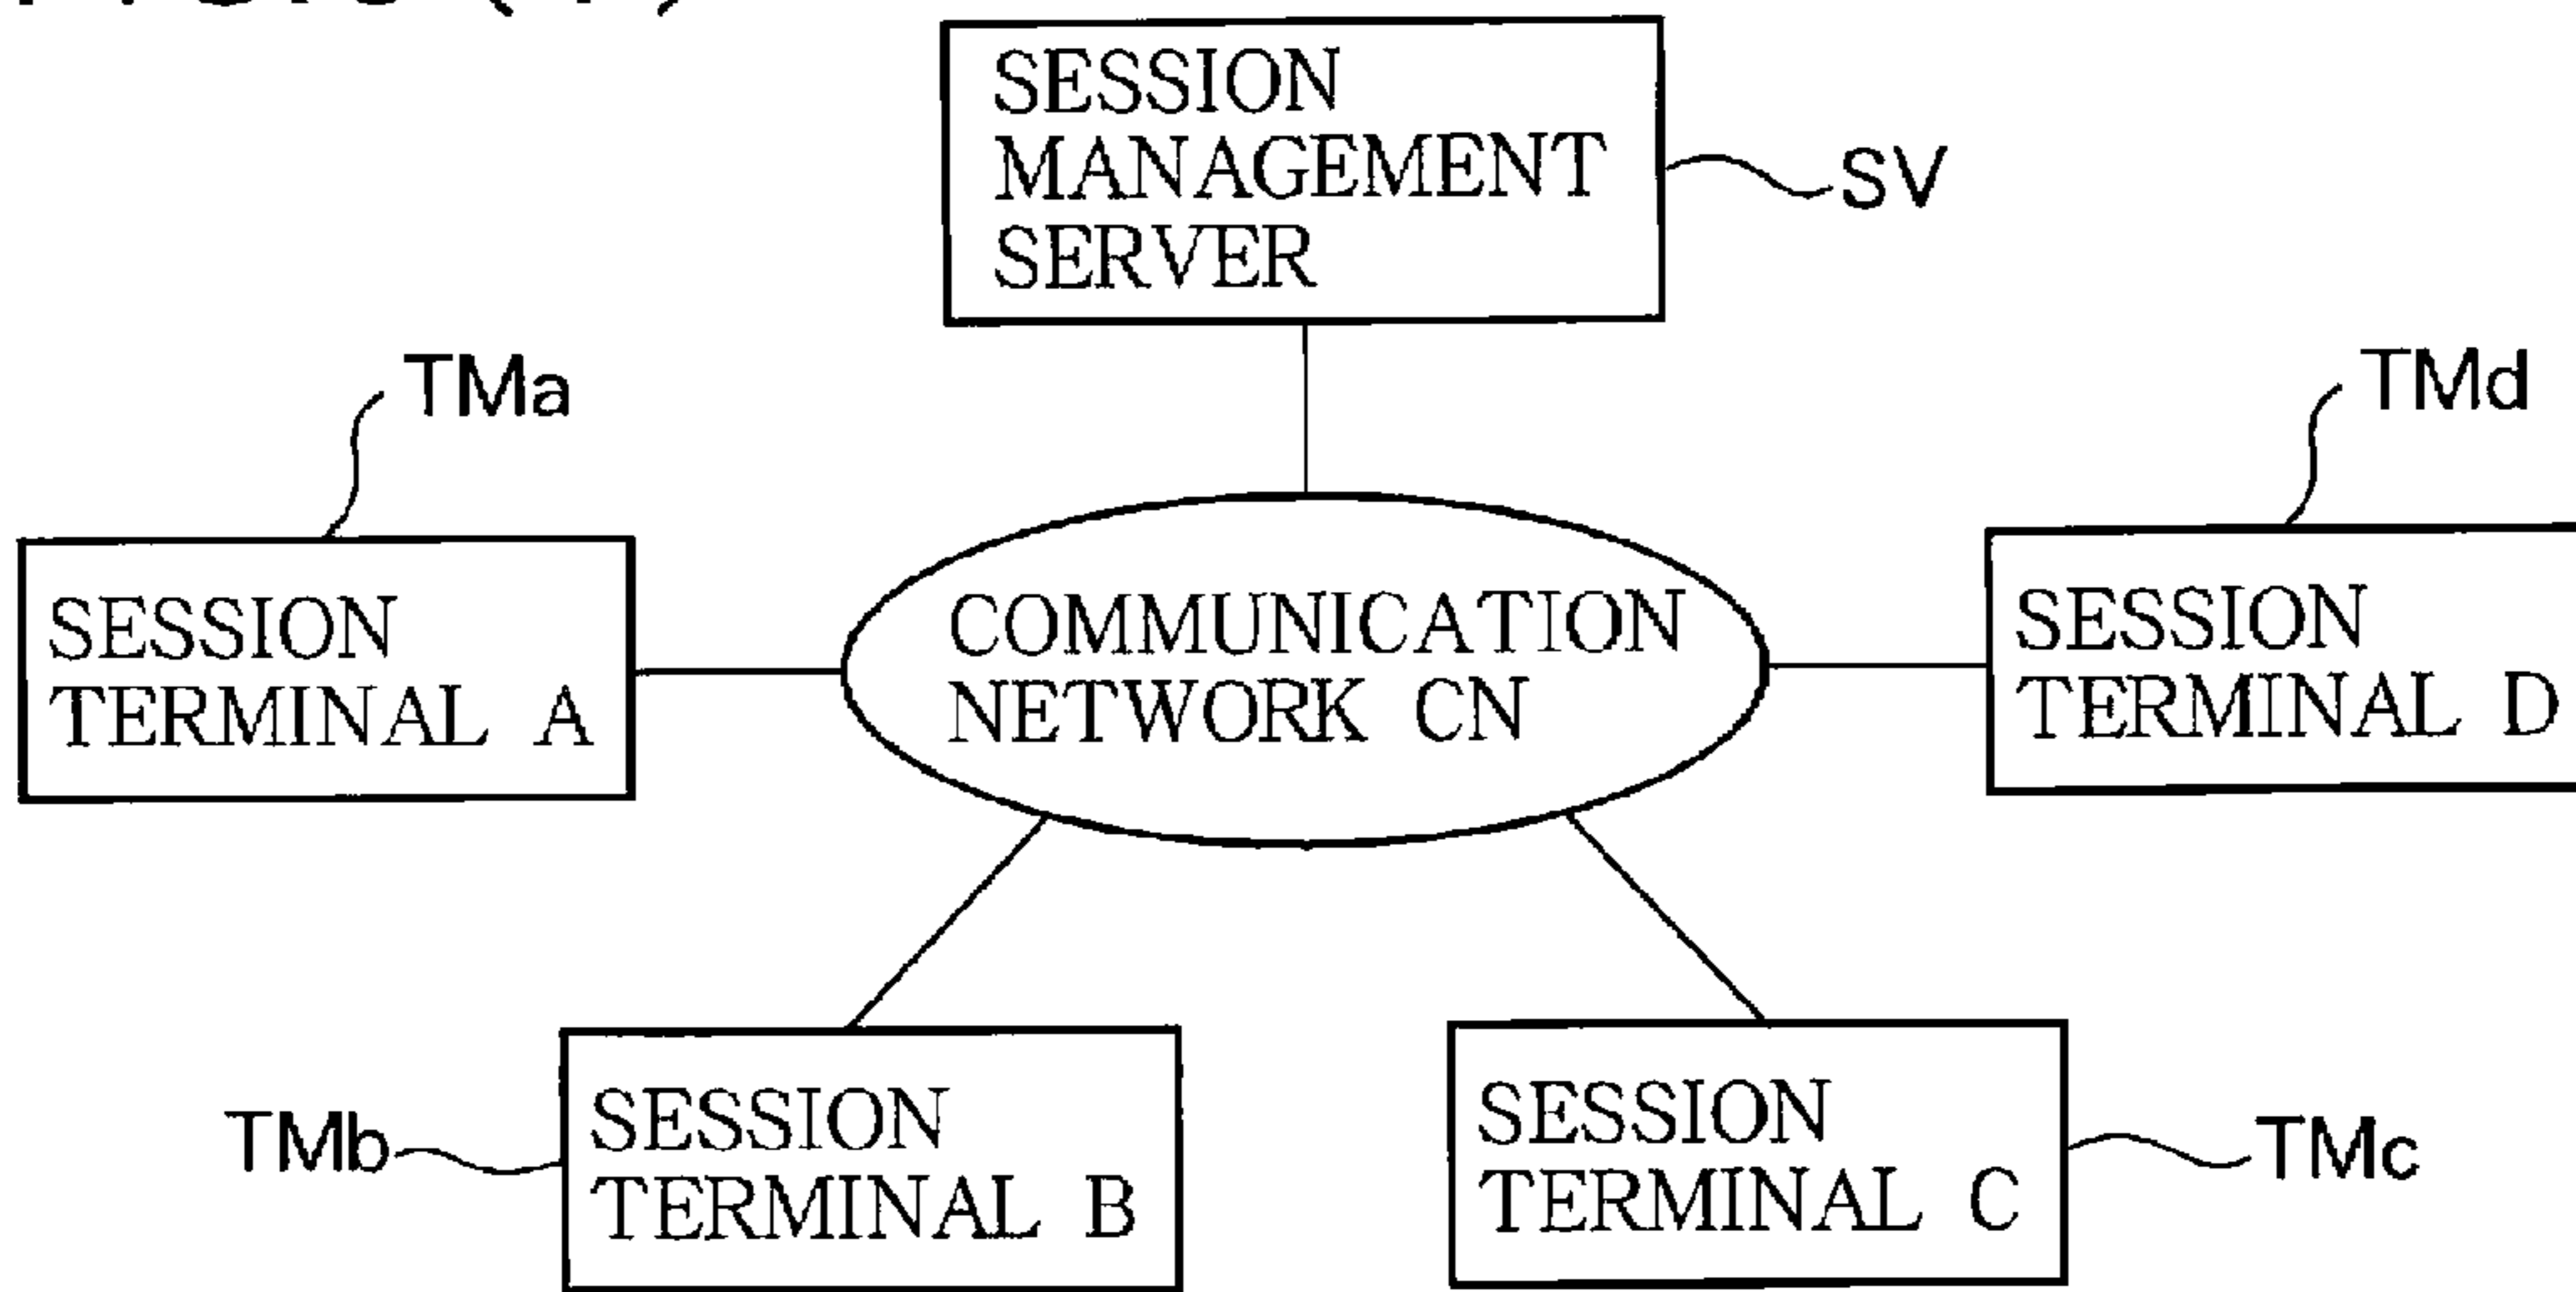 SESSION
MANAGEMENT
SERVER
SV
TMa
TMd
SESSION
TERMINAL A
COMMUNICATION
NETWORK CN
SESSION
TERMINAL D
TMb
SESSION
TERMINAL B
SESSION
TERMINAL C
TMc